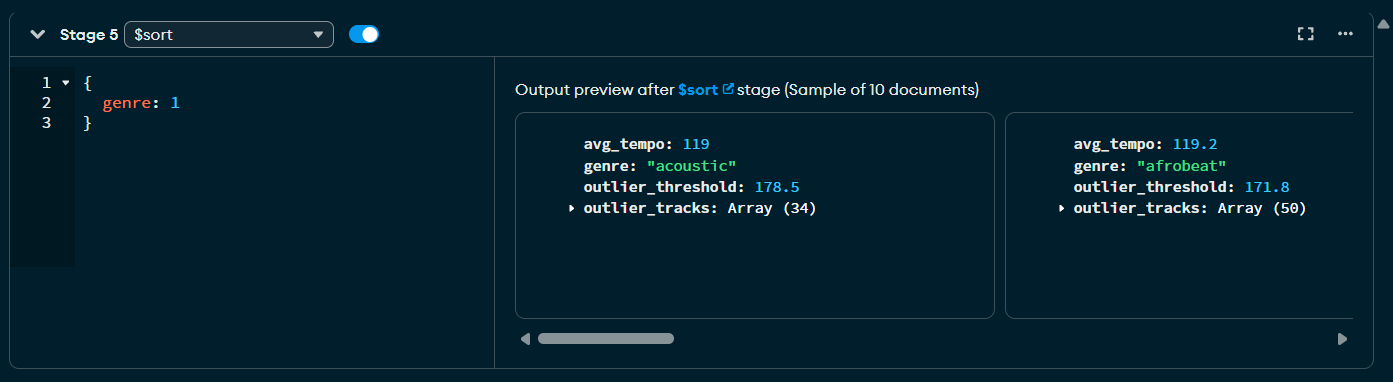 Stage 5 $sort
1 {
2 genre: 1
3 }
Output preview after $sort stage (Sample of 10 documents)
avg_tempo: 119
genre: "acoustic"
outlier_threshold: 178.5
outlier_tracks: Array (34)
avg_tempo: 119.2
genre: "afrobeat"
outlier_threshold: 171.8
outlier_tracks: Array (50)